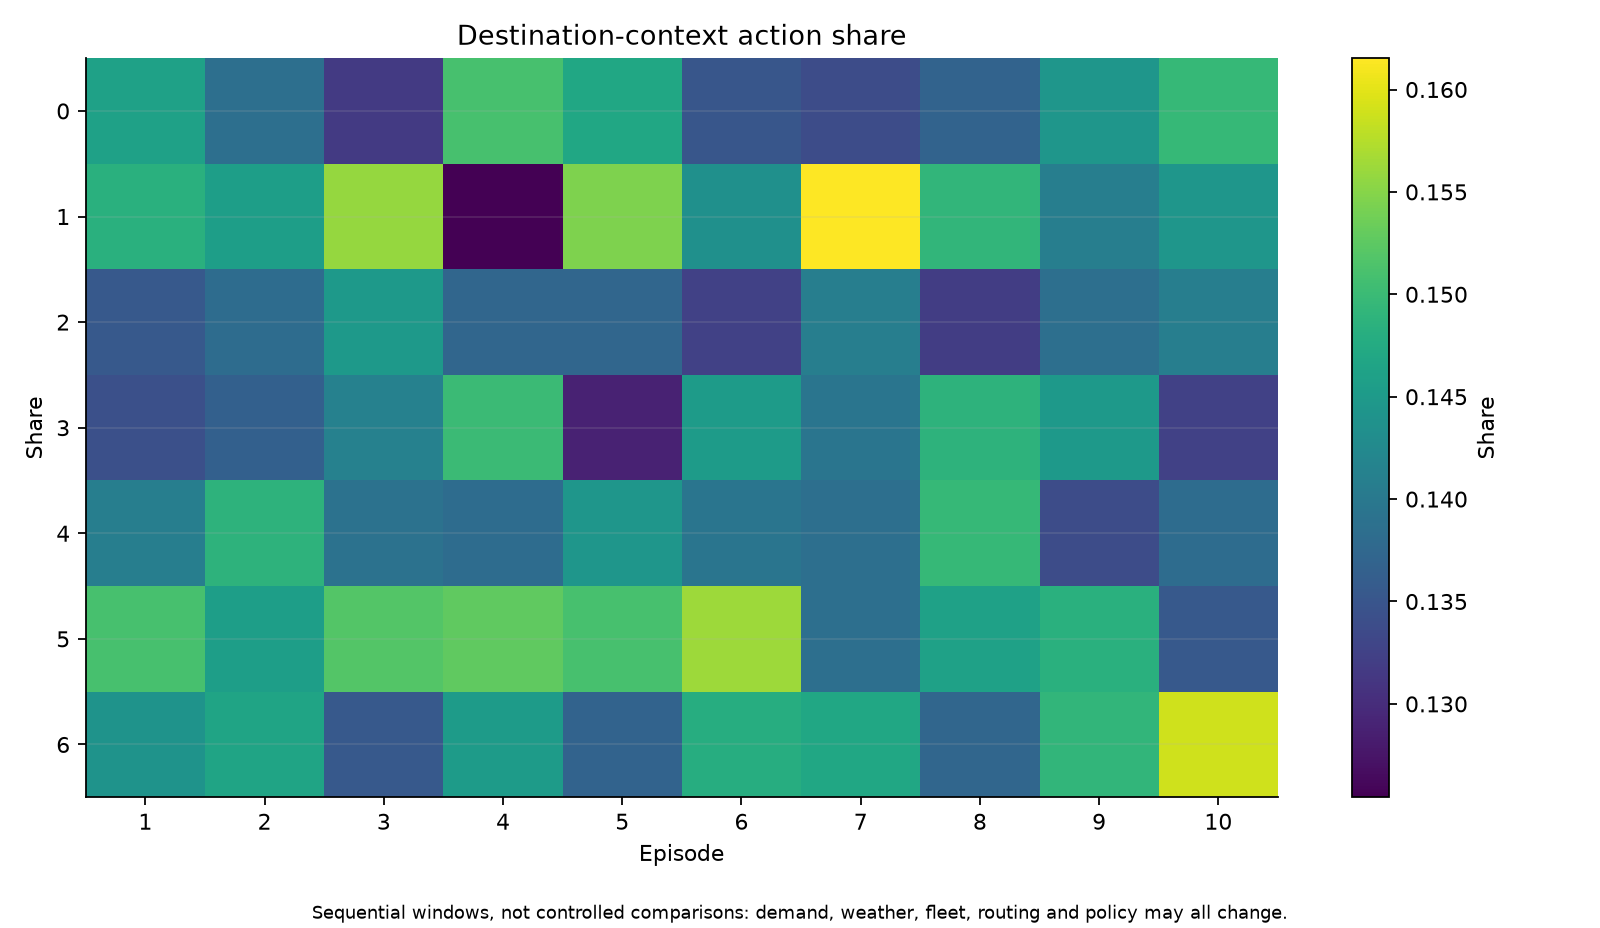 Destination-context action share
0
1
2
3
4
5
6
Share
1 2 3 4 5 6 7 8 9 10
Episode
0.160
0.155
0.150
0.145
0.140
0.135
0.130
Share
Sequential windows, not controlled comparisons: demand, weather, fleet, routing and policy may all change.